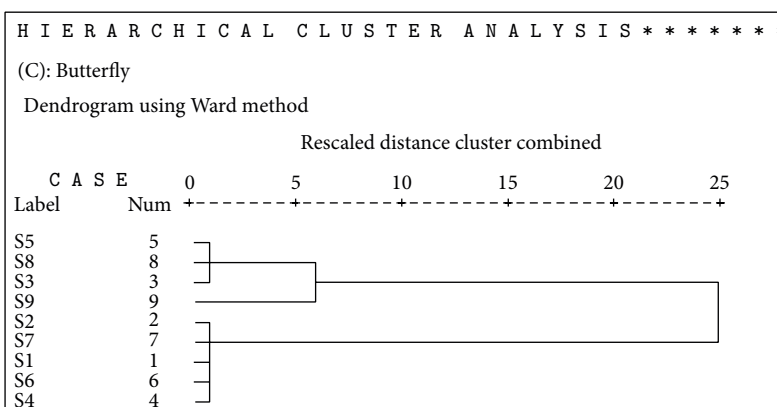 H I E R A R C H I C A L C L U S T E R A N A L Y S I S * * * * * *
(C): Butterfly
Dendrogram using Ward method
Rescaled distance cluster combined
C A S E 0 5 10 15 20 25
Label Num
S5 5
S8 8
S3 3
S9 9
S2 2
S7 7
S1 1
S6 6
S4 4